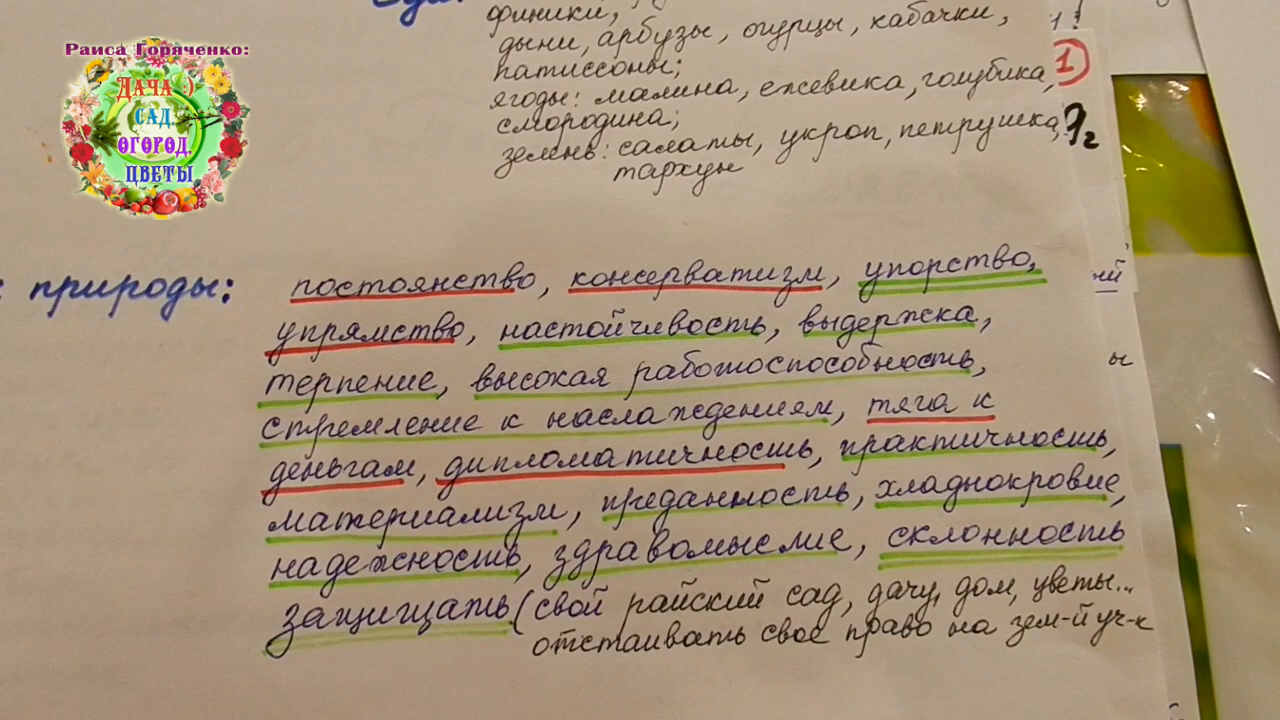 Раиса Горяченко:
Дача :)
сад,
огород,
цветы
финики,
дыни, арбузы, огурцы, кабачки,
патиссоны;
ягоды: малина, ежевика, голубика,
смородина;
зелень: салаты, укроп, петрушка,
тархун
1
природы:
постоянство, консерватизм, упорство,
упрямство, настойчивость, выдержка,
терпение, высокая работоспособность,
стремление к наслаждениям, тяга к
деньгам, дипломатичность, практичность,
материализм, преданность, хладнокровие,
надежность, здравомыслие, склонность
защищать (свой райский сад, дачу, дом, цветы...
отстаивать свое право на зем-й уч-к
ый
ы